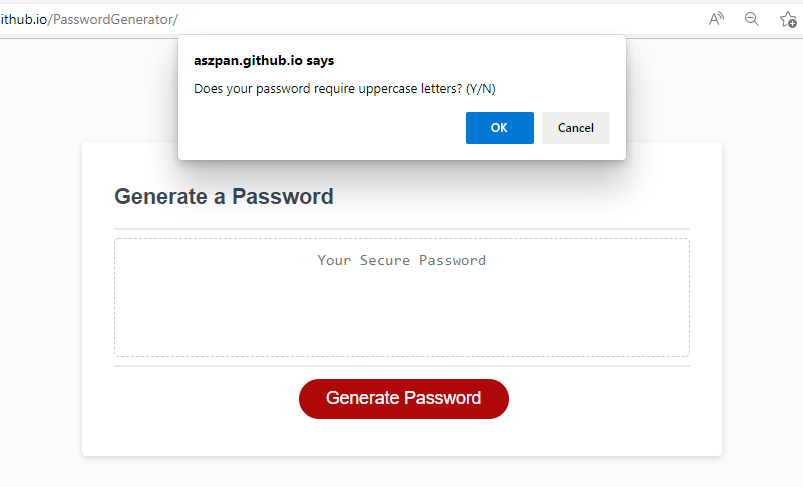 ithub.io/PasswordGenerator/
aszpan.github.io says
Does your password require uppercase letters? (Y/N)
OK
Cancel
Generate a Password
Your Secure Password
Generate Password